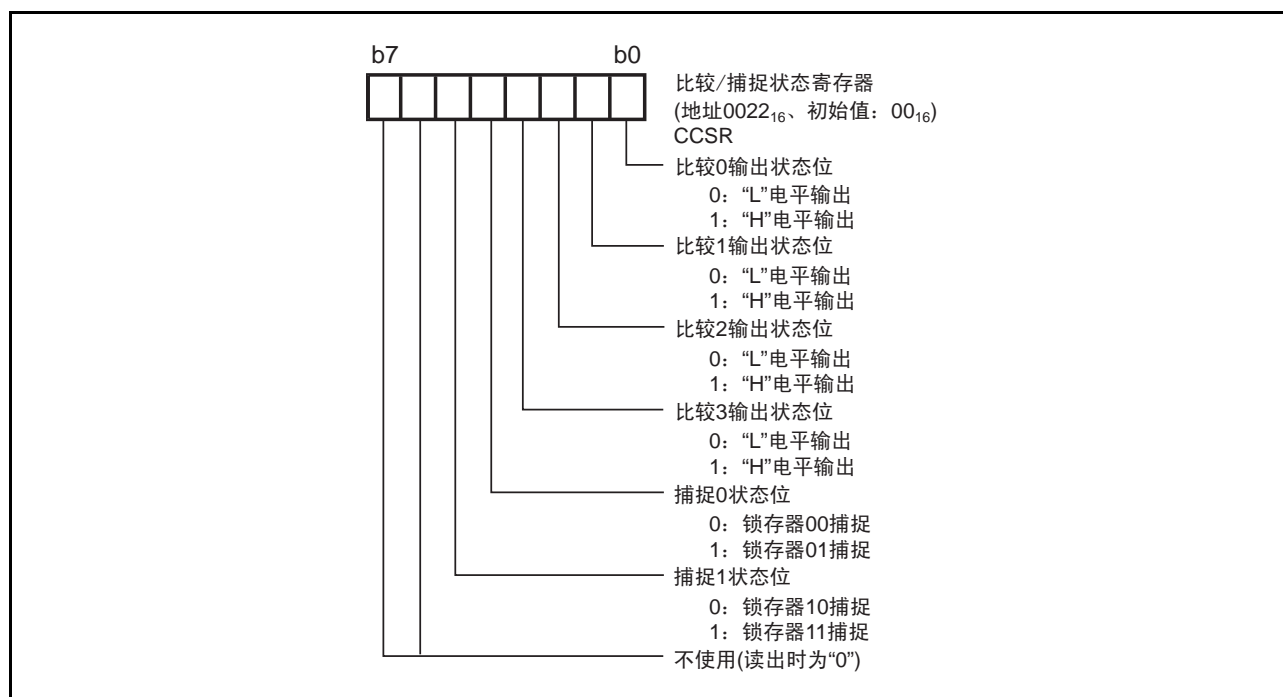 b7 b0
比较/捕捉状态寄存器
(地址0022₁₆、初始值：00₁₆)
CCSR
比较0输出状态位
0：“L”电平输出
1：“H”电平输出
比较1输出状态位
0：“L”电平输出
1：“H”电平输出
比较2输出状态位
0：“L”电平输出
1：“H”电平输出
比较3输出状态位
0：“L”电平输出
1：“H”电平输出
捕捉0状态位
0：锁存器00捕捉
1：锁存器01捕捉
捕捉1状态位
0：锁存器10捕捉
1：锁存器11捕捉
不使用(读出时为“0”)